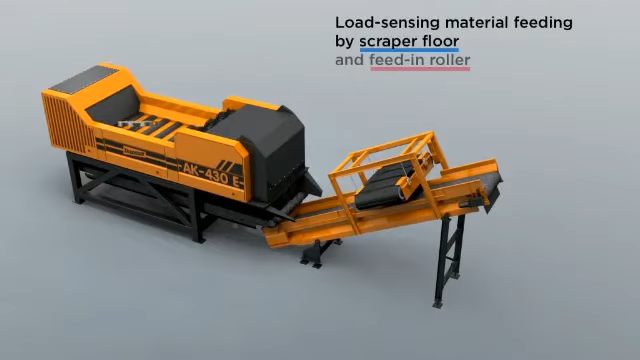 Load-sensing material feeding
by scraper floor
and feed-in roller
AK-430 E